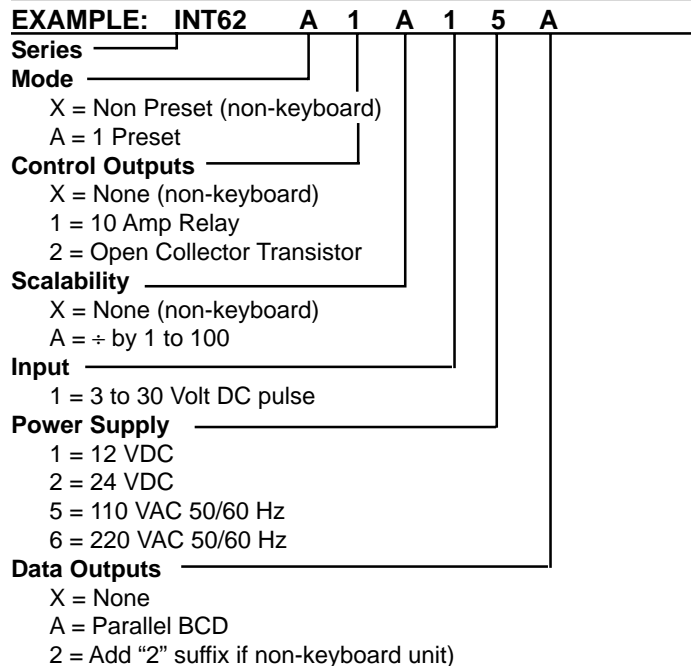 EXAMPLE: INT62 A 1 A 1 5 A
Series
Mode
X = Non Preset (non-keyboard)
A = 1 Preset
Control Outputs
X = None (non-keyboard)
1 = 10 Amp Relay
2 = Open Collector Transistor
Scalability
X = None (non-keyboard)
A = ÷ by 1 to 100
Input
1 = 3 to 30 Volt DC pulse
Power Supply
1 = 12 VDC
2 = 24 VDC
5 = 110 VAC 50/60 Hz
6 = 220 VAC 50/60 Hz
Data Outputs
X = None
A = Parallel BCD
2 = Add “2” suffix if non-keyboard unit)